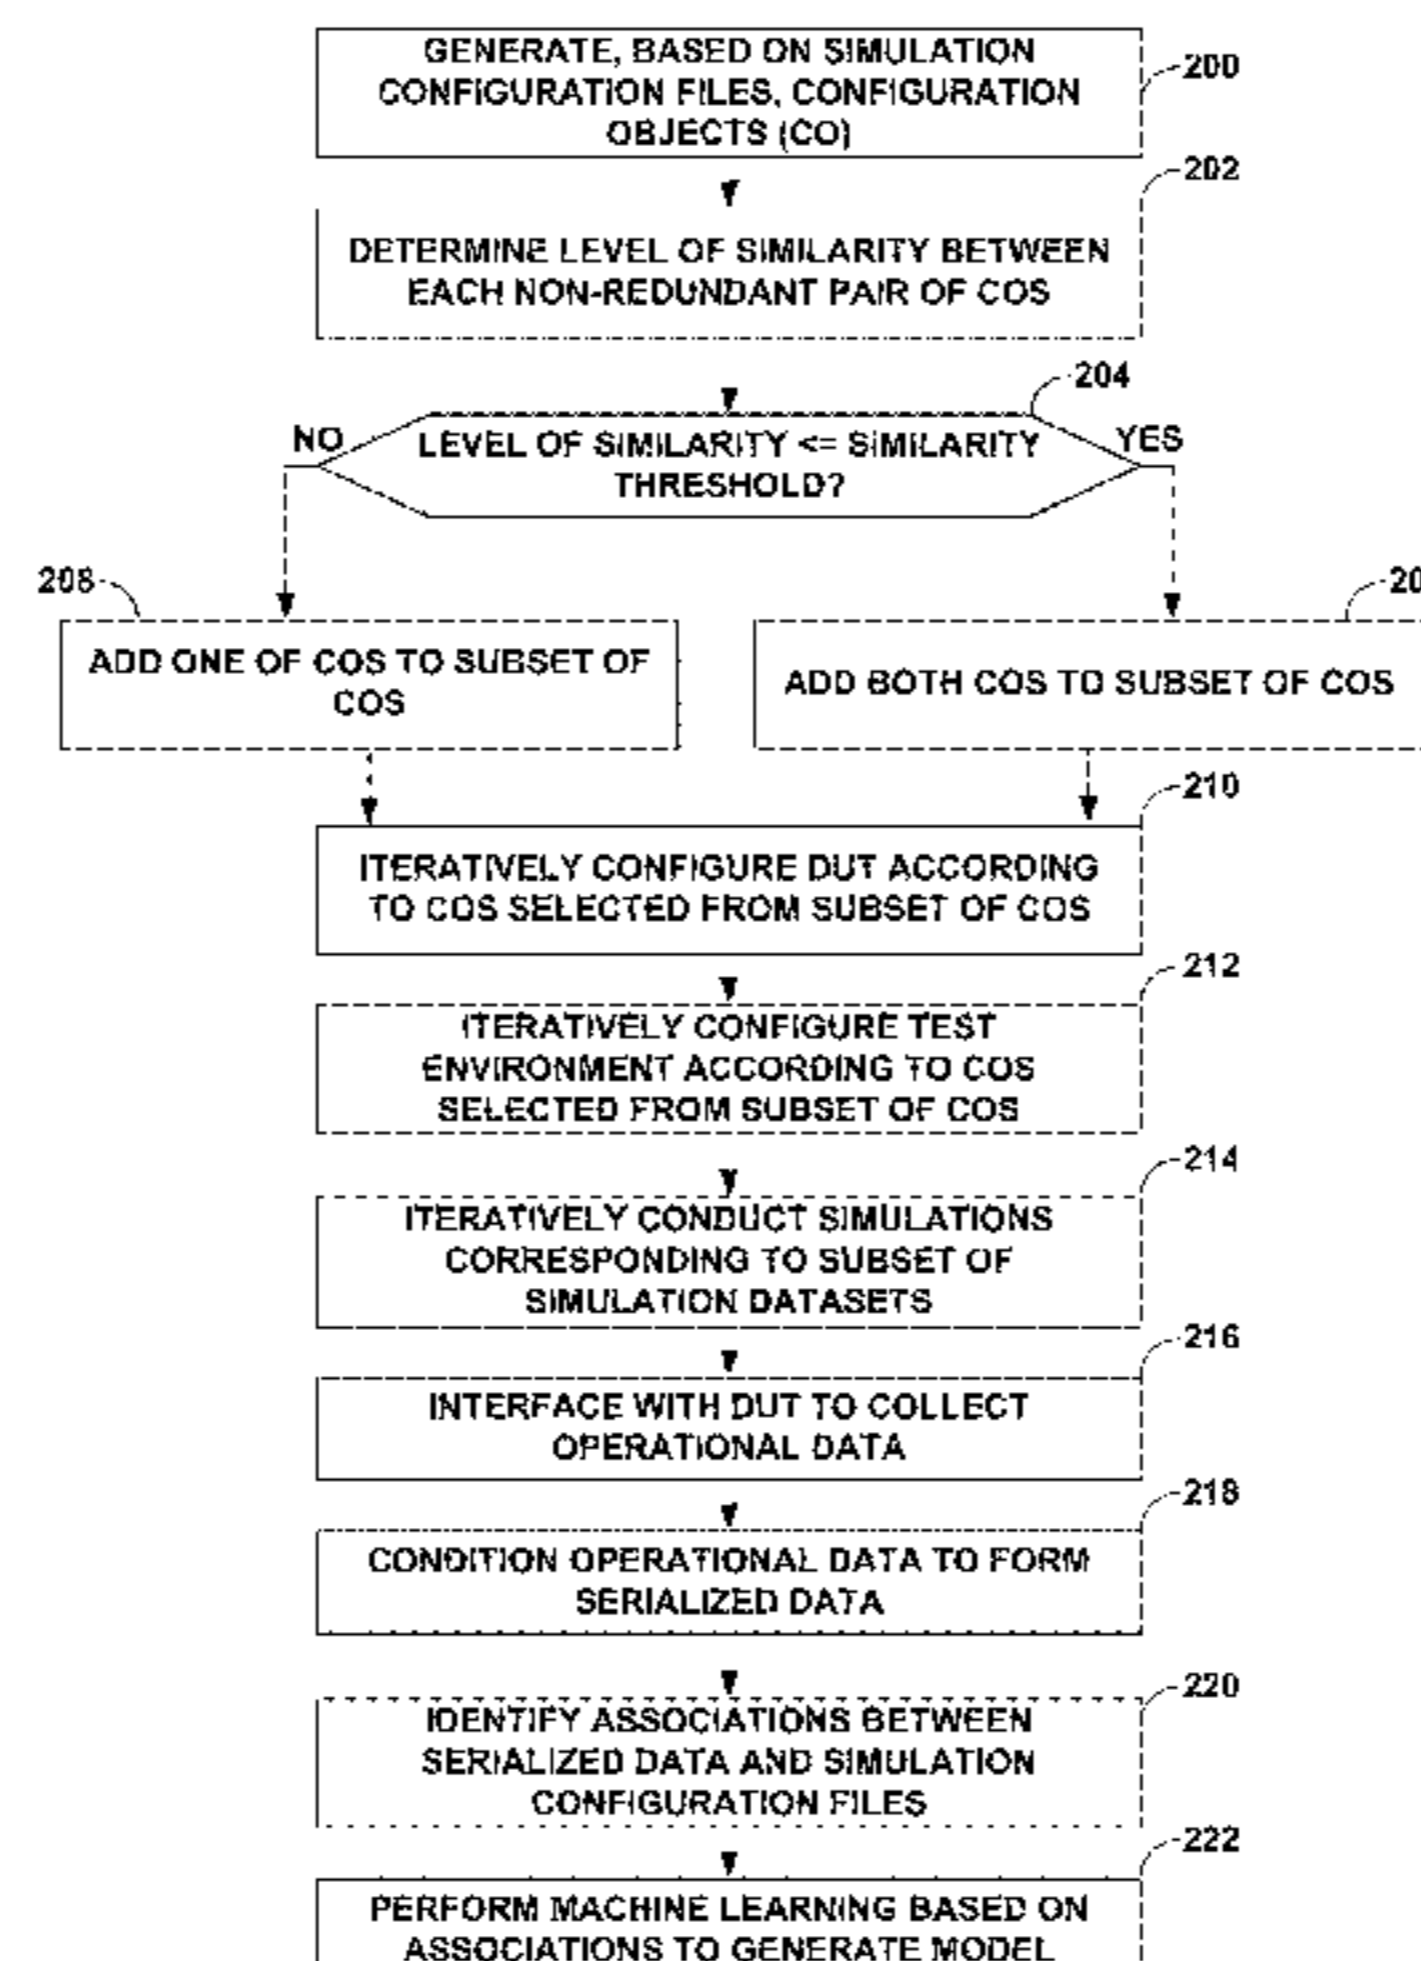 GENERATE, BASED ON SIMULATION
CONFIGURATION FILES, CONFIGURATION
OBJECTS (CO)
200
202
DETERMINE LEVEL OF SIMILARITY BETWEEN
EACH NON-REDUNDANT PAIR OF COS
204
NO
LEVEL OF SIMILARITY <= SIMILARITY
THRESHOLD?
YES
208
ADD ONE OF COS TO SUBSET OF
COS
20
ADD BOTH COS TO SUBSET OF COS
210
ITERATIVELY CONFIGURE DUT ACCORDING
TO COS SELECTED FROM SUBSET OF COS
212
ITERATIVELY CONFIGURE TEST
ENVIRONMENT ACCORDING TO COS
SELECTED FROM SUBSET OF COS
214
ITERATIVELY CONDUCT SIMULATIONS
CORRESPONDING TO SUBSET OF
SIMULATION DATASETS
216
INTERFACE WITH DUT TO COLLECT
OPERATIONAL DATA
218
CONDITION OPERATIONAL DATA TO FORM
SERIALIZED DATA
220
IDENTIFY ASSOCIATIONS BETWEEN
SERIALIZED DATA AND SIMULATION
CONFIGURATION FILES
222
PERFORM MACHINE LEARNING BASED ON
ASSOCIATIONS TO GENERATE MODEL